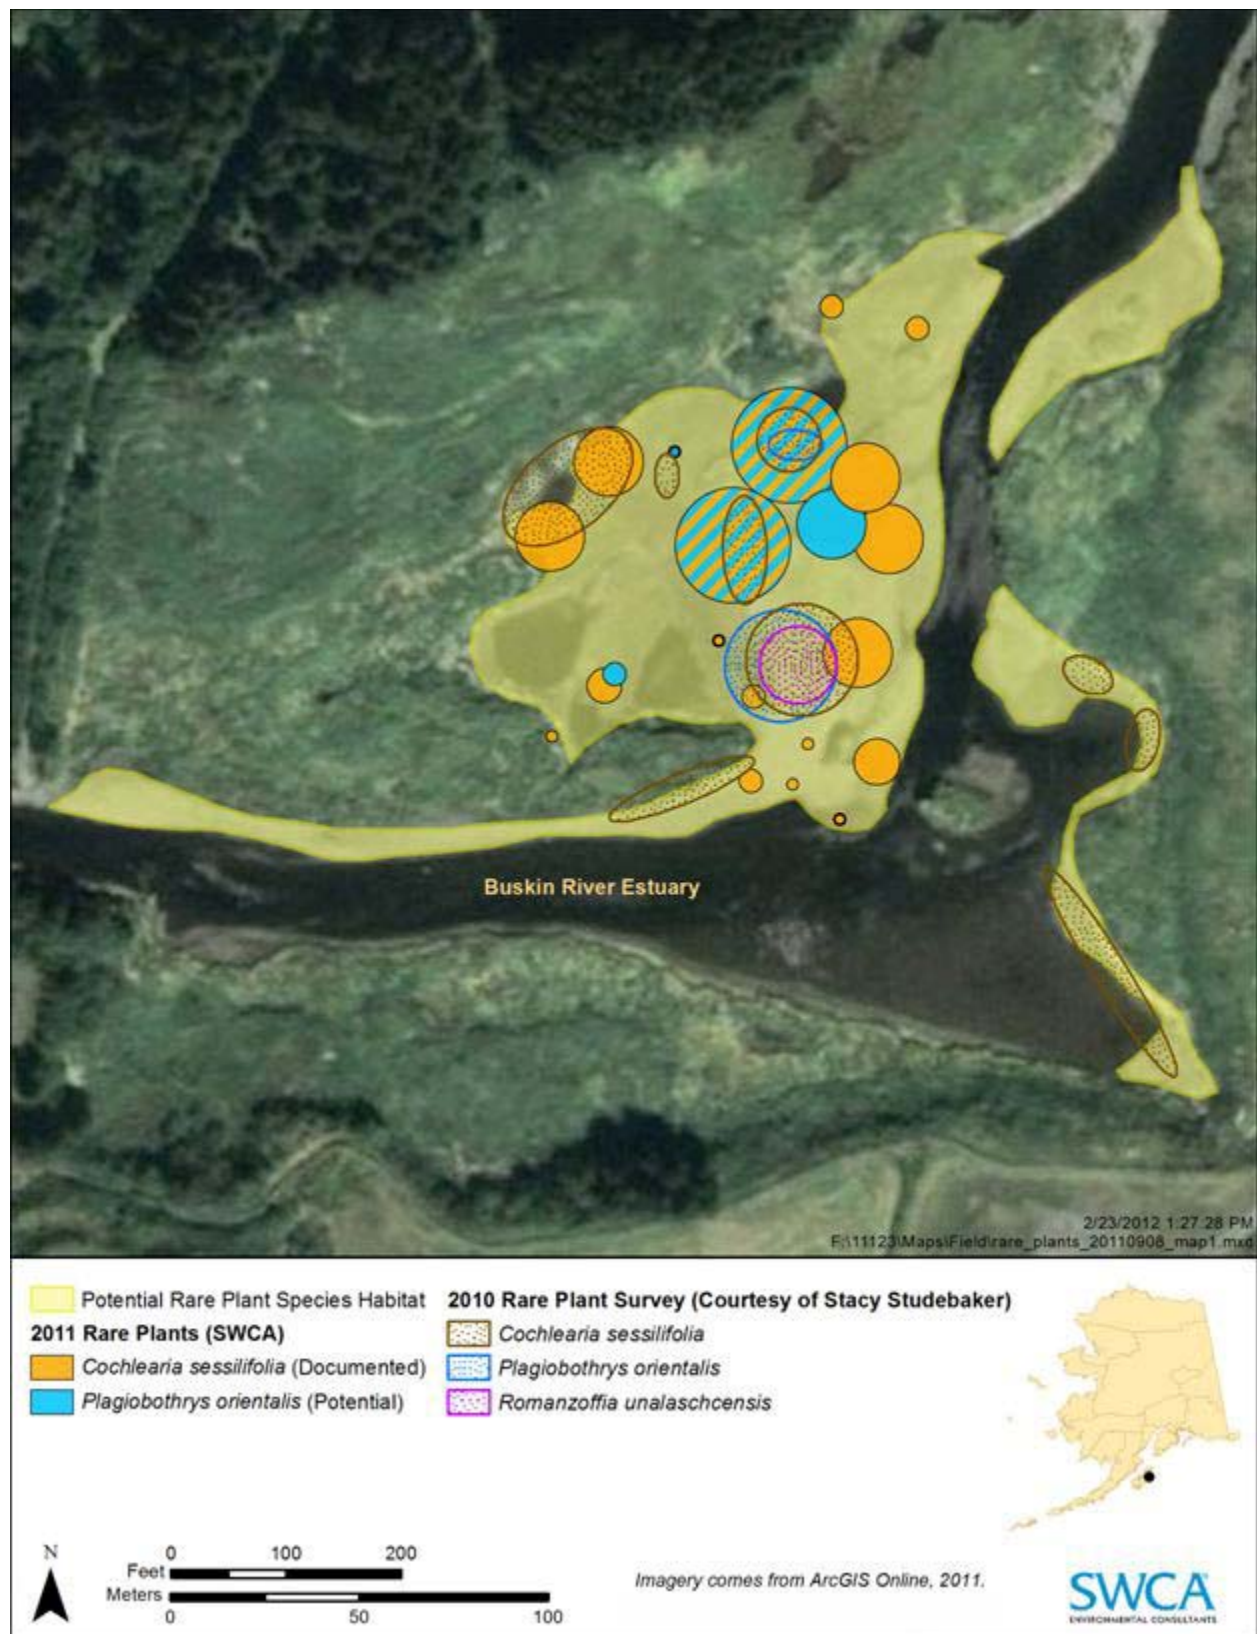 Buskin River Estuary
2/23/2012 1:27:28 PM
F:\11123\Maps\Field\rare_plants_20110908_map1.mxd
Potential Rare Plant Species Habitat
2011 Rare Plants (SWCA)
Cochlearia sessilifolia (Documented)
Plagiobothrys orientalis (Potential)
2010 Rare Plant Survey (Courtesy of Stacy Studebaker)
Cochlearia sessilifolia
Plagiobothrys orientalis
Romanzoffia unalaschcensis
N
0 100 200
Feet
Meters
0 50 100
Imagery comes from ArcGIS Online, 2011.
SWCA
ENVIRONMENTAL CONSULTANTS